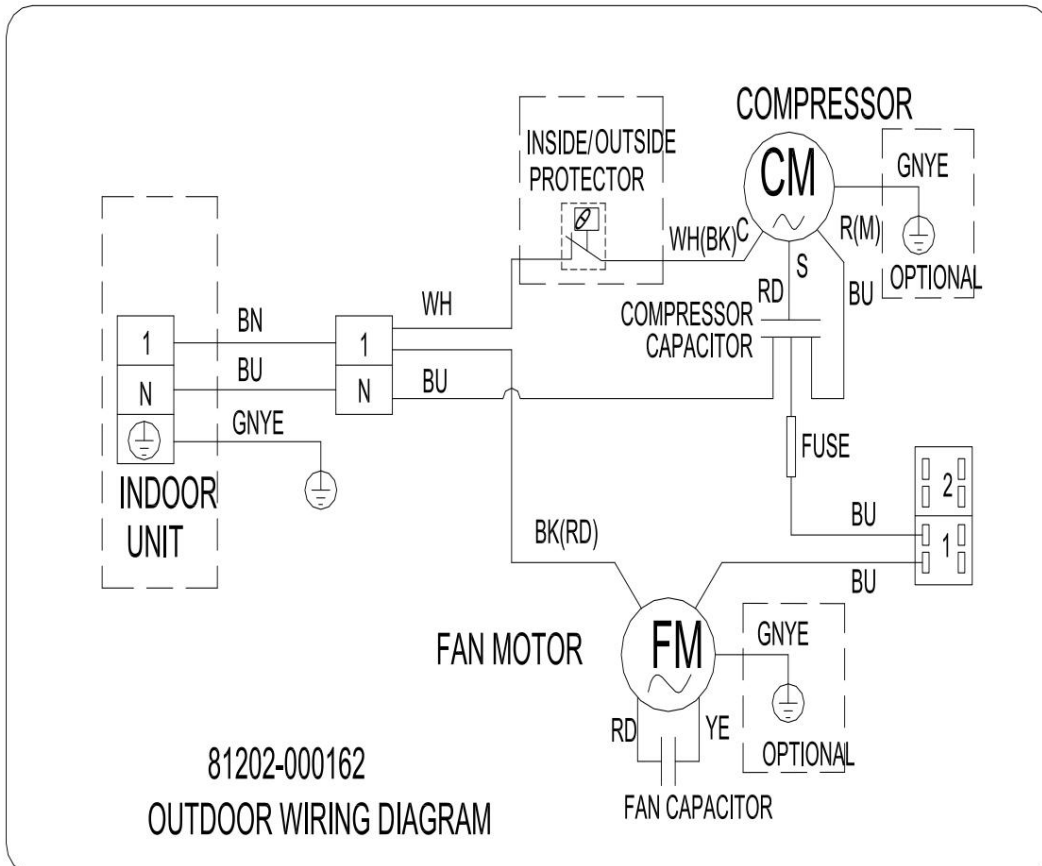 COMPRESSOR
INSIDE/OUTSIDE
PROTECTOR
CM
GNYE
OPTIONAL
WH(BK)
C
R(M)
S
RD
BU
COMPRESSOR
CAPACITOR
WH
BN
1
1
BU
N
N
BU
GNYE
INDOOR
UNIT
FUSE
2
BU
1
BU
BK(RD)
FAN MOTOR
FM
GNYE
OPTIONAL
RD
YE
FAN CAPACITOR
81202-000162
OUTDOOR WIRING DIAGRAM